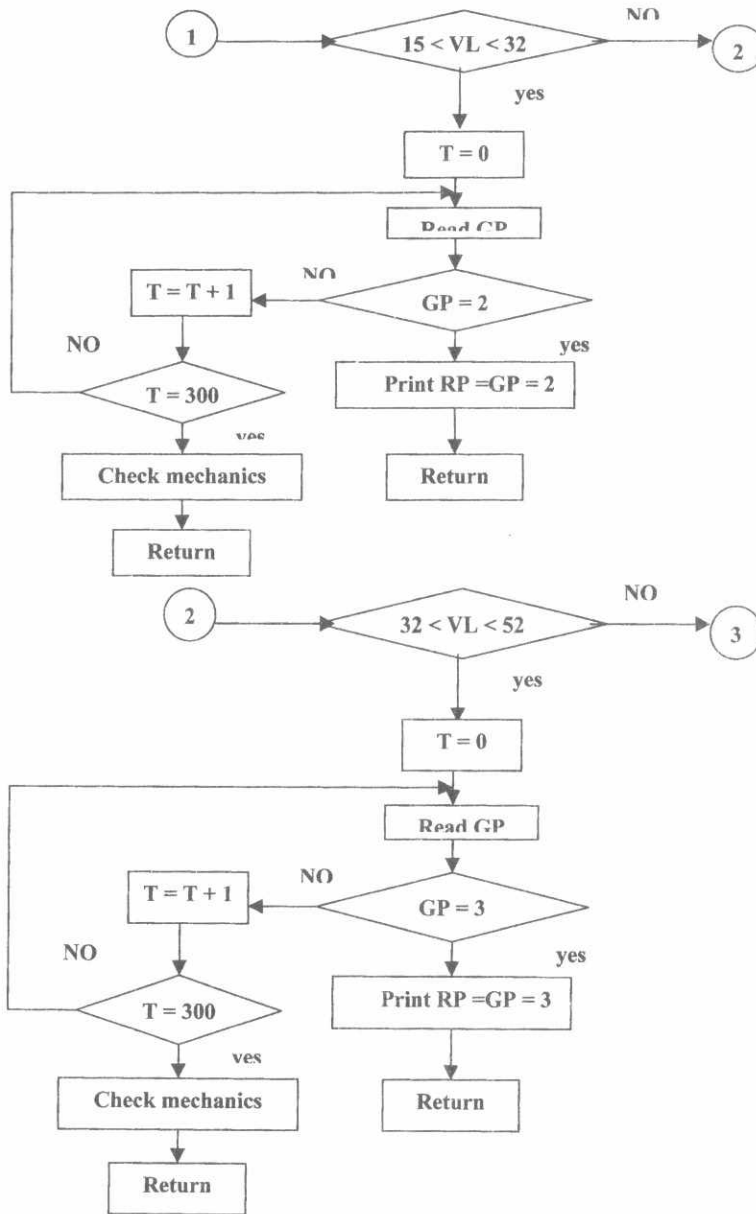 NO
1
15 < VL < 32
2
yes
T = 0
Read GP
NO
T = T + 1
GP = 2
NO
yes
T = 300
Print RP =GP = 2
yes
Check mechanics
Return
Return
2
32 < VL < 52
NO
3
yes
T = 0
Read GP
NO
T = T + 1
GP = 3
NO
yes
T = 300
Print RP =GP = 3
yes
Check mechanics
Return
Return